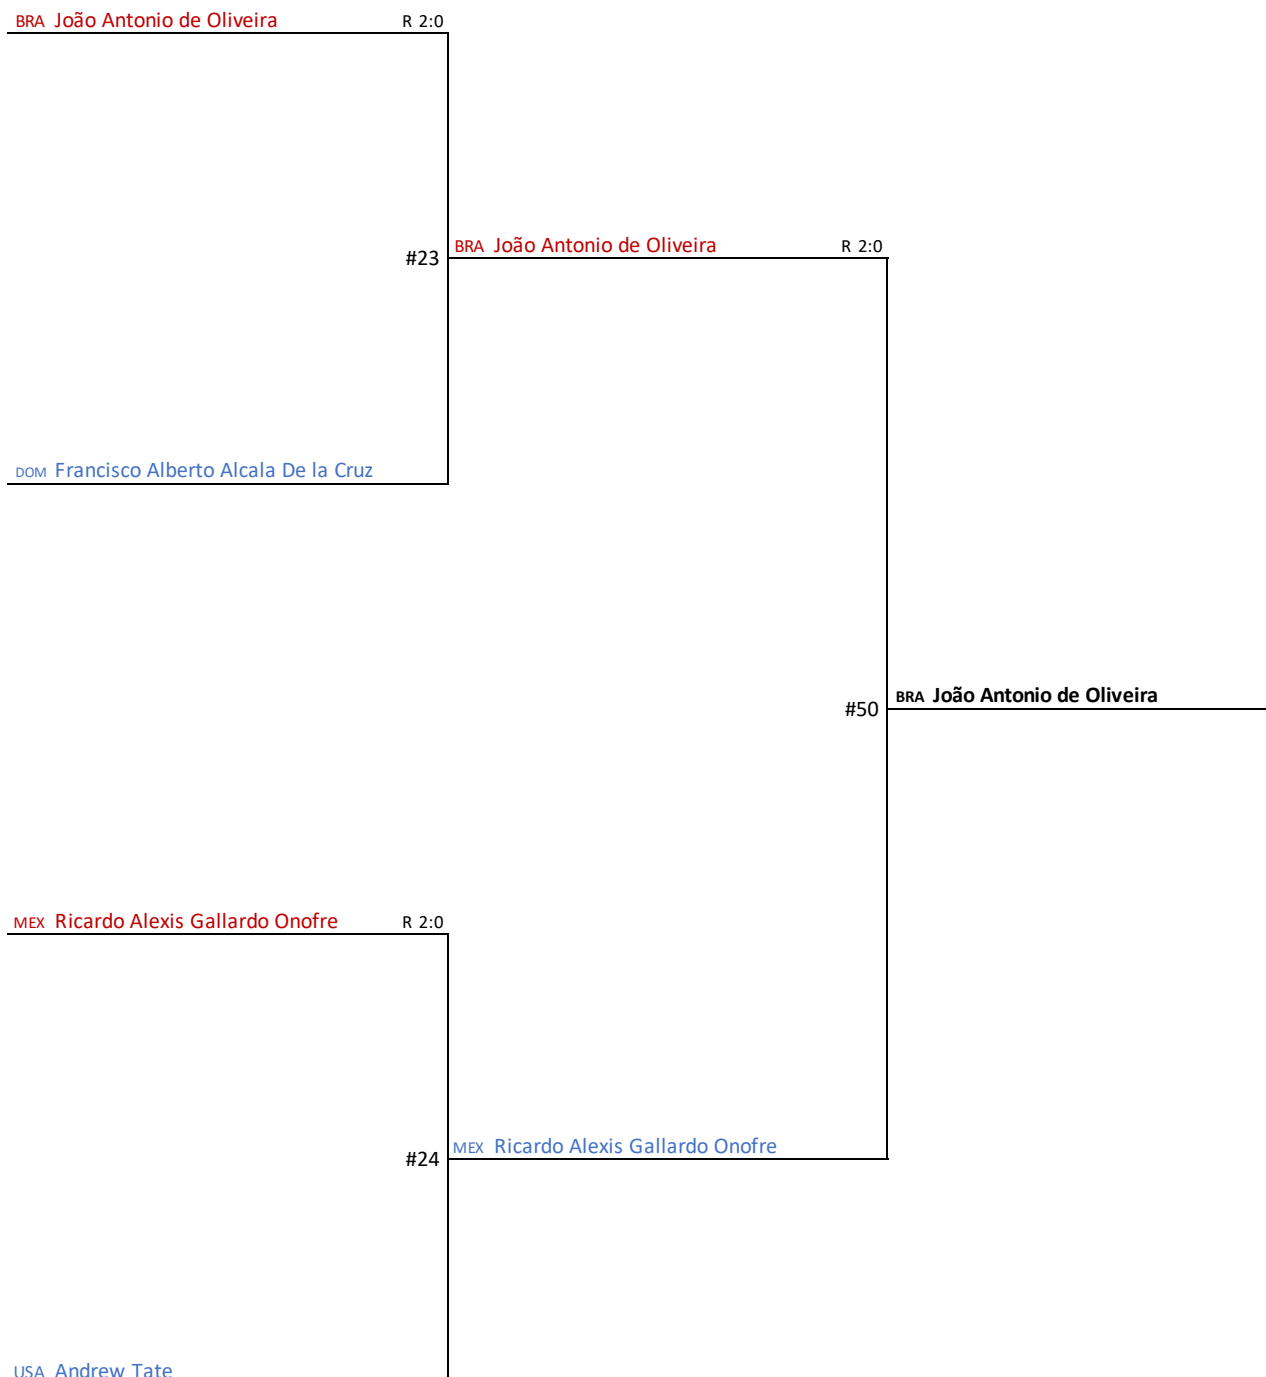 BRA João Antonio de Oliveira R 2:0
BRA João Antonio de Oliveira R 2:0
#23
DOM Francisco Alberto Alcala De la Cruz
BRA João Antonio de Oliveira
#50
MEX Ricardo Alexis Gallardo Onofre R 2:0
MEX Ricardo Alexis Gallardo Onofre
#24
USA Andrew Tate